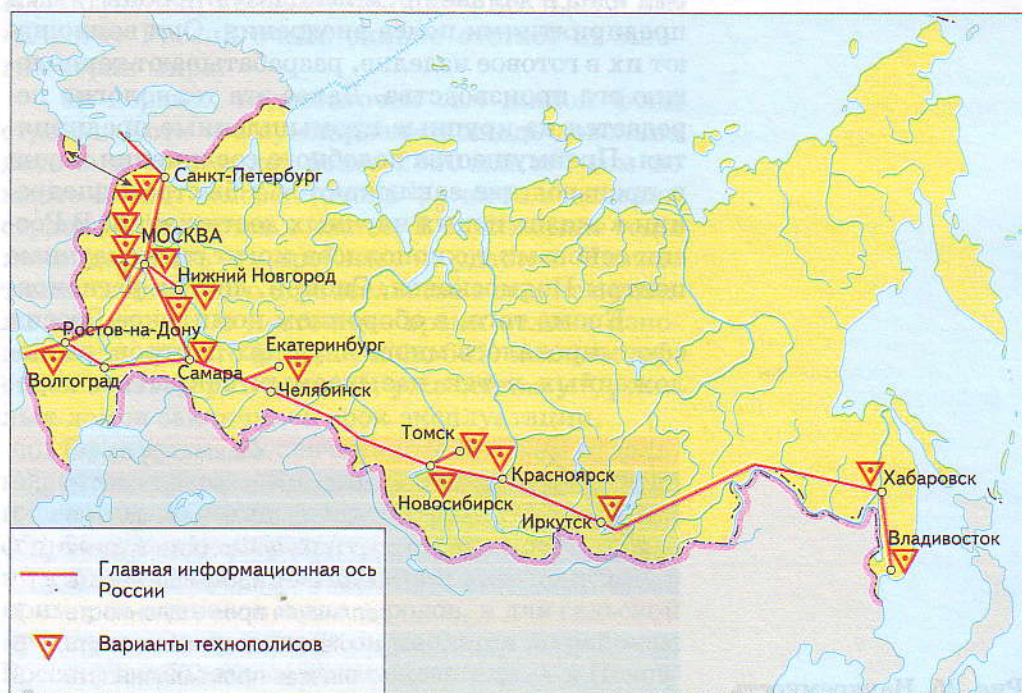 Санкт-Петербург
МОСКВА
Нижний Новгород
Ростов-на-Дону
Екатеринбург
Волгоград
Самара
Челябинск
Томск
Красноярск
Новосибирск
Иркутск
Хабаровск
Владивосток
Главная информационная ось
России
Варианты технополисов